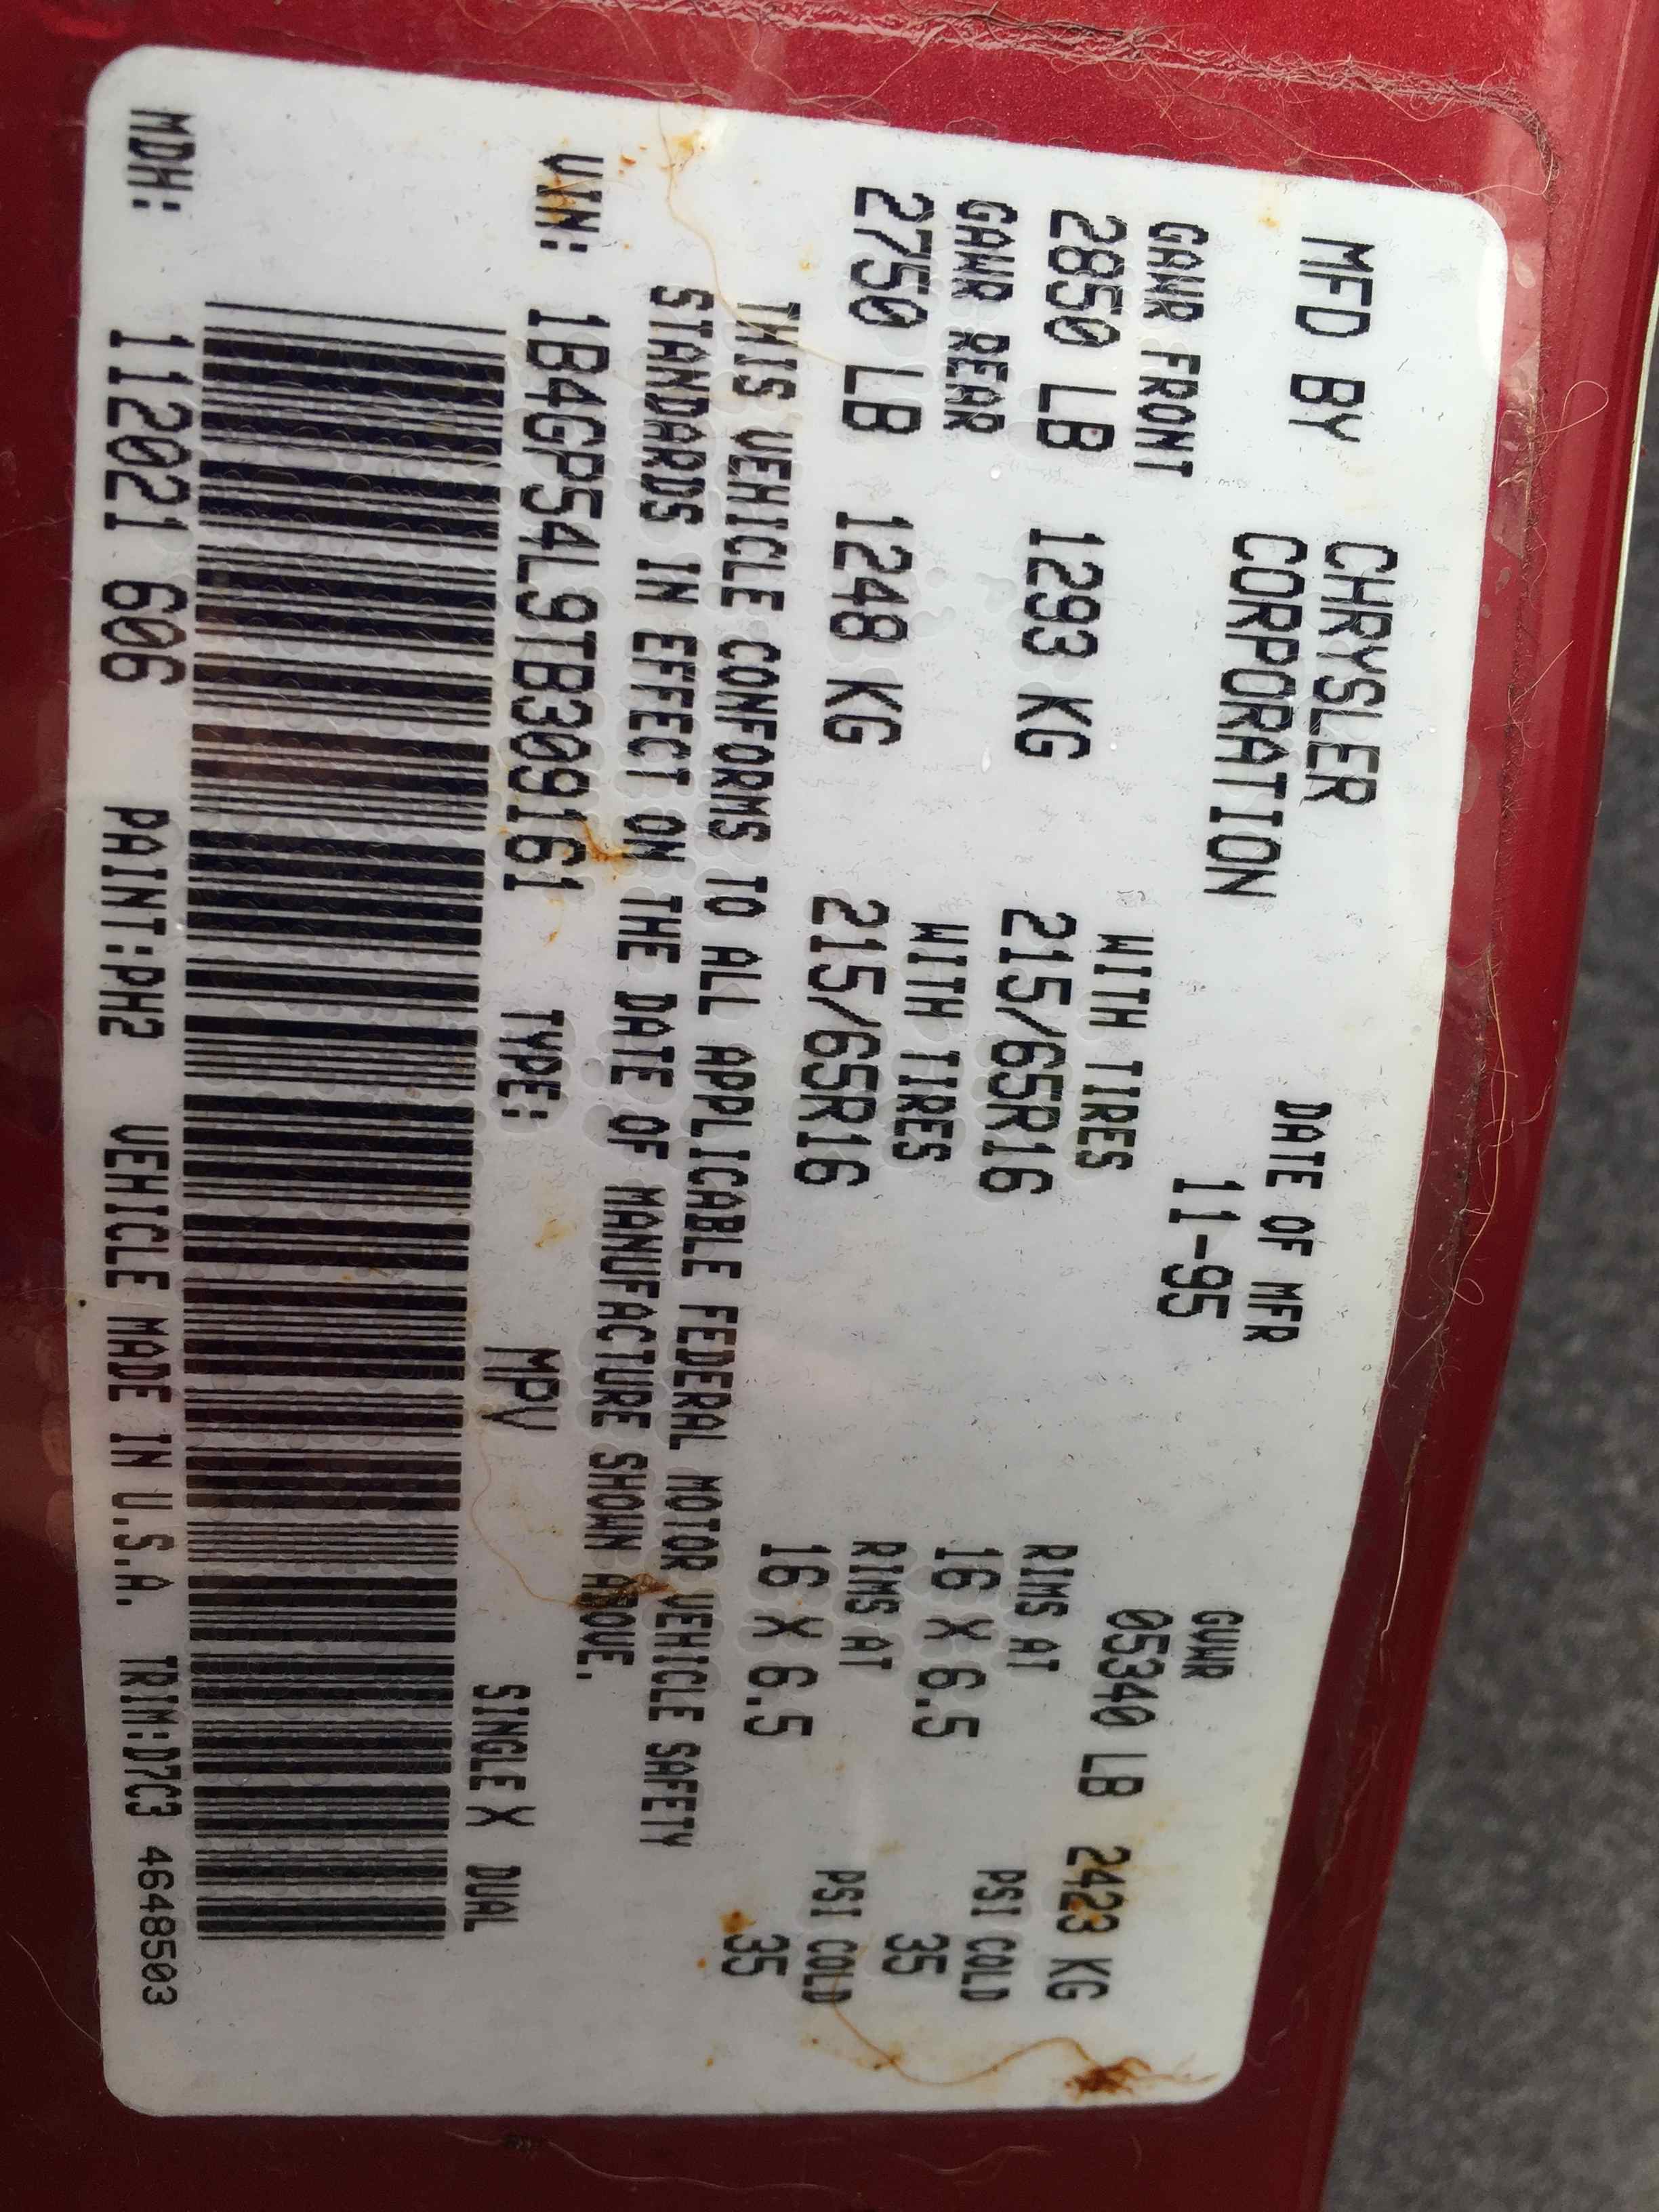 MFD BY CHRYSLER CORPORATION DATE OF MFR 11-95 GVWR 05340 LB 2423 KG
GAWR FRONT WITH TIRES RIMS AT PSI COLD
2850 LB 1293 KG 215/65R16 16 X 6.5 35
GAWR REAR WITH TIRES RIMS AT PSI COLD
2750 LB 1248 KG 215/65R16 16 X 6.5 35
THIS VEHICLE CONFORMS TO ALL APPLICABLE FEDERAL MOTOR VEHICLE SAFETY
STANDARDS IN EFFECT ON THE DATE OF MANUFACTURE SHOWN ABOVE.
VIN: 1B4GP54L9TB309161 TYPE: MPV SINGLE X DUAL
MDH: 112021 606 PAINT:PH2 VEHICLE MADE IN U.S.A. TRIM:D7C3 4648503